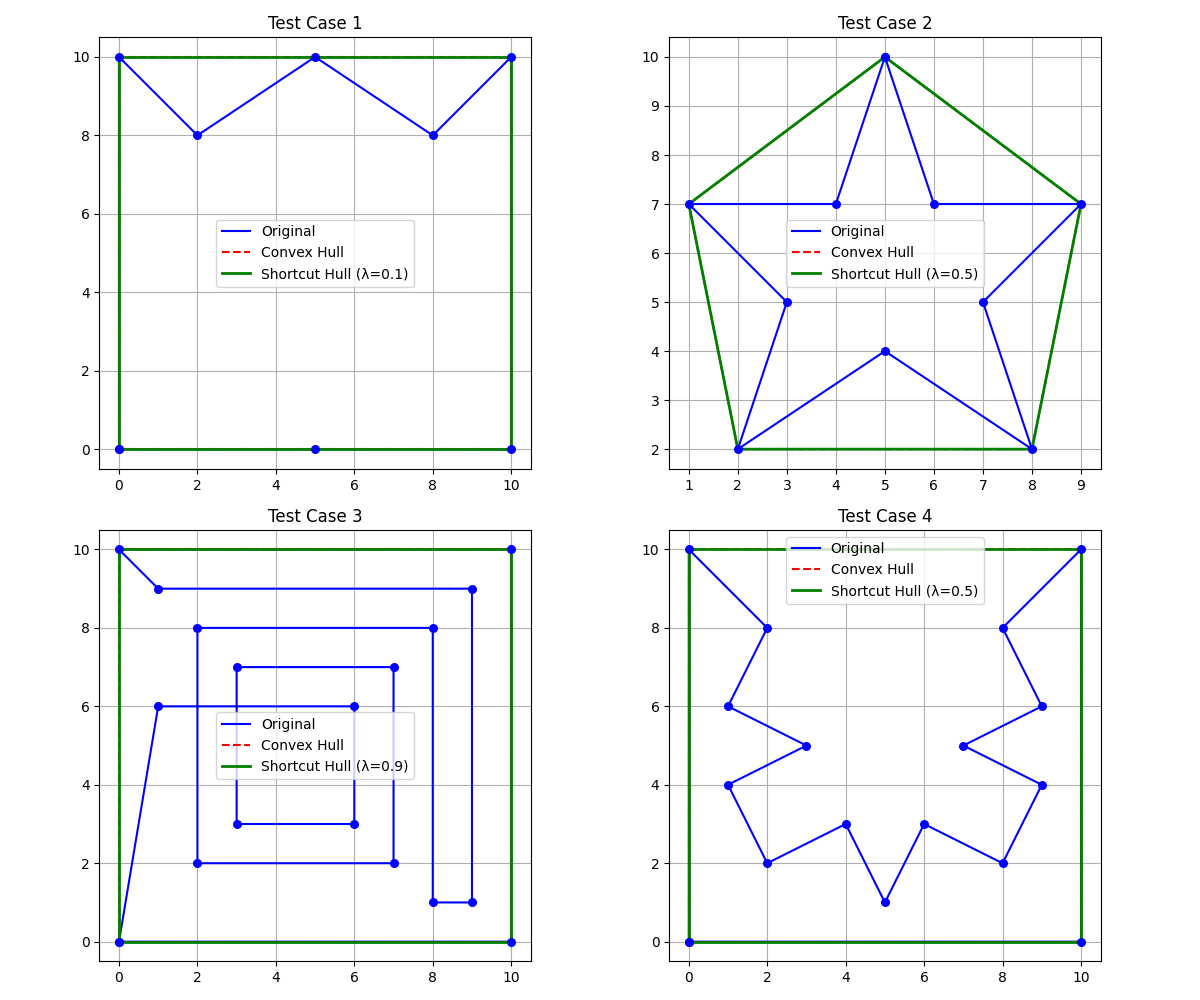 Test Case 1
10
8
6
4
2
0
Original
Convex Hull
Shortcut Hull (λ=0.1)
0 2 4 6 8 10
Test Case 2
10
9
8
7
6
5
4
3
2
Original
Convex Hull
Shortcut Hull (λ=0.5)
1 2 3 4 5 6 7 8 9
Test Case 3
10
8
6
4
2
0
Original
Convex Hull
Shortcut Hull (λ=0.9)
0 2 4 6 8 10
Test Case 4
10
8
6
4
2
0
Original
Convex Hull
Shortcut Hull (λ=0.5)
0 2 4 6 8 10